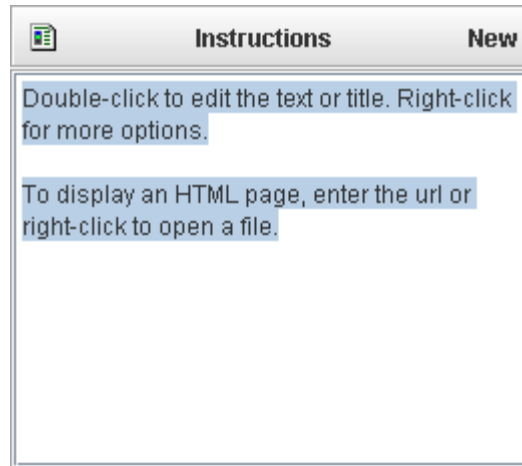 Instructions New
Double-click to edit the text or title. Right-click
for more options.
To display an HTML page, enter the url or
right-click to open a file.